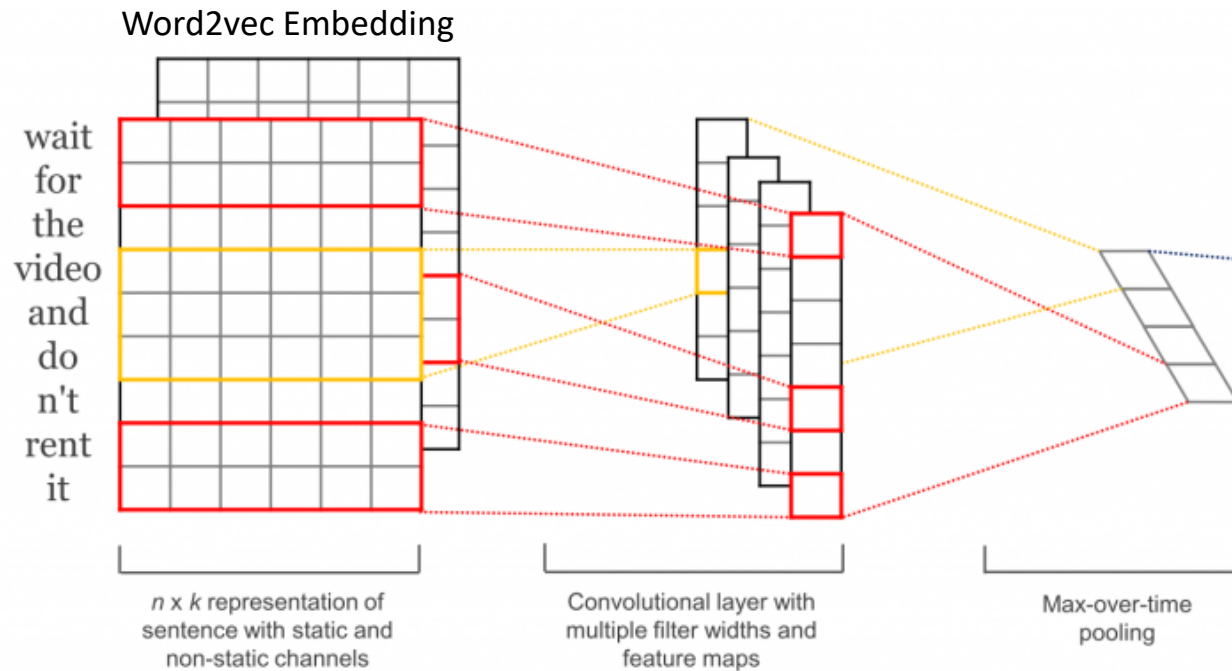 Word2vec Embedding
wait
for
the
video
and
do
n't
rent
it
n x k representation of
sentence with static and
non-static channels
Convolutional layer with
multiple filter widths and
feature maps
Max-over-time
pooling